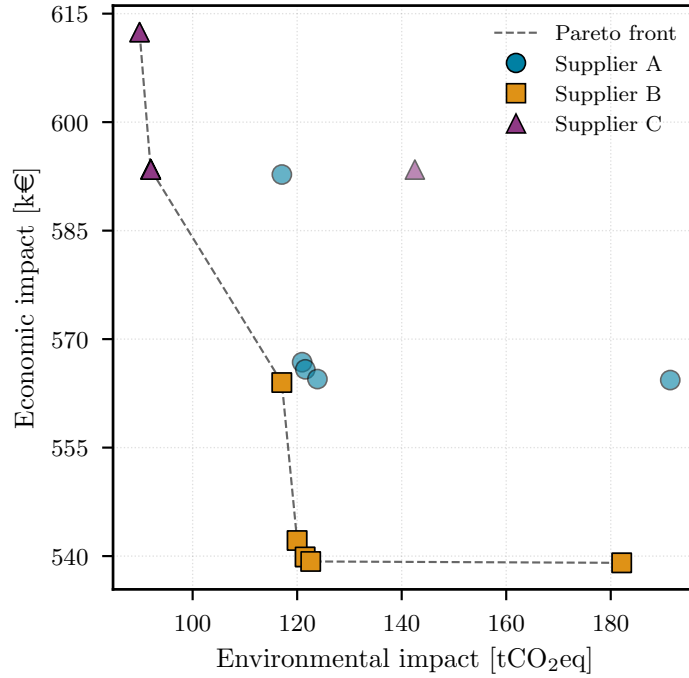 615
600
585
570
555
540
Economic impact [k€]
100
120
140
160
180
Environmental impact [tCO₂eq]
Pareto front
Supplier A
Supplier B
Supplier C